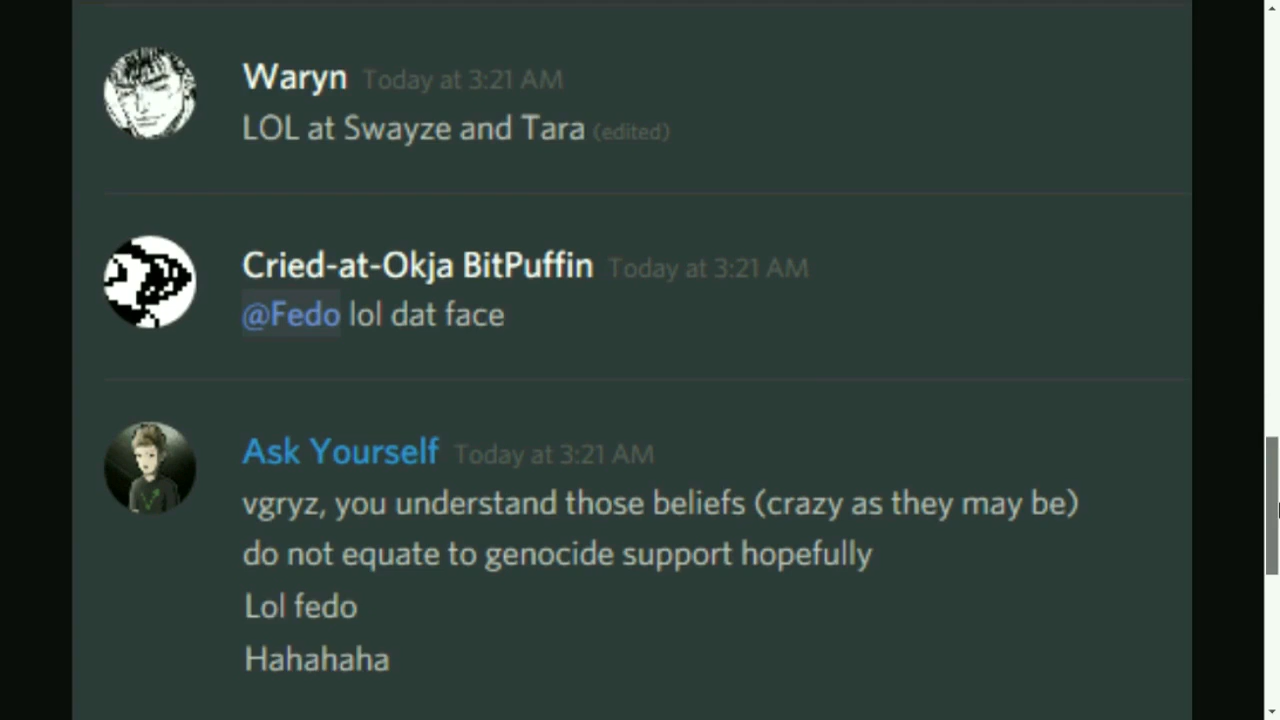 Waryn Today at 3:21 AM
LOL at Swayze and Tara (edited)
Cried-at-Okja BitPuffin Today at 3:21 AM
@Fedo lol dat face
Ask Yourself Today at 3:21 AM
vgryz, you understand those beliefs (crazy as they may be)
do not equate to genocide support hopefully
Lol fedo
Hahahaha